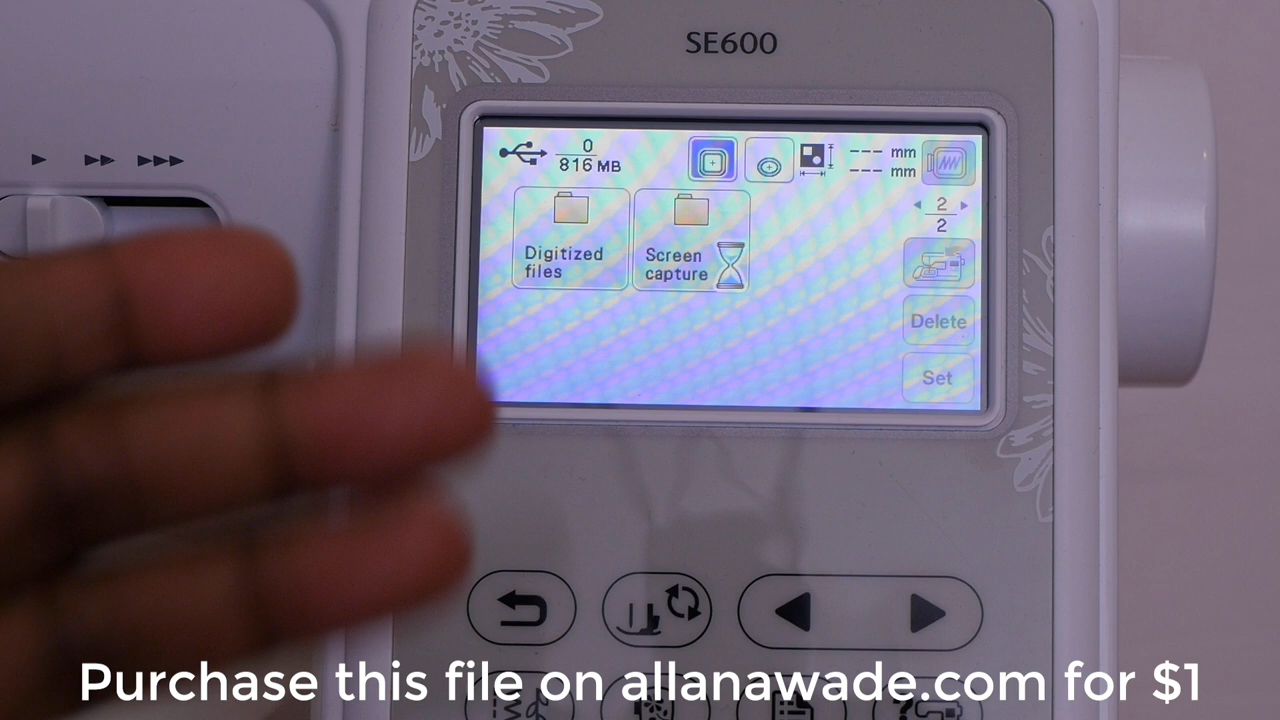 SE600
0
816 MB
--- mm
--- mm
2
2
Digitized
files
Screen
capture
Delete
Set
Purchase this file on allanawade.com for $1